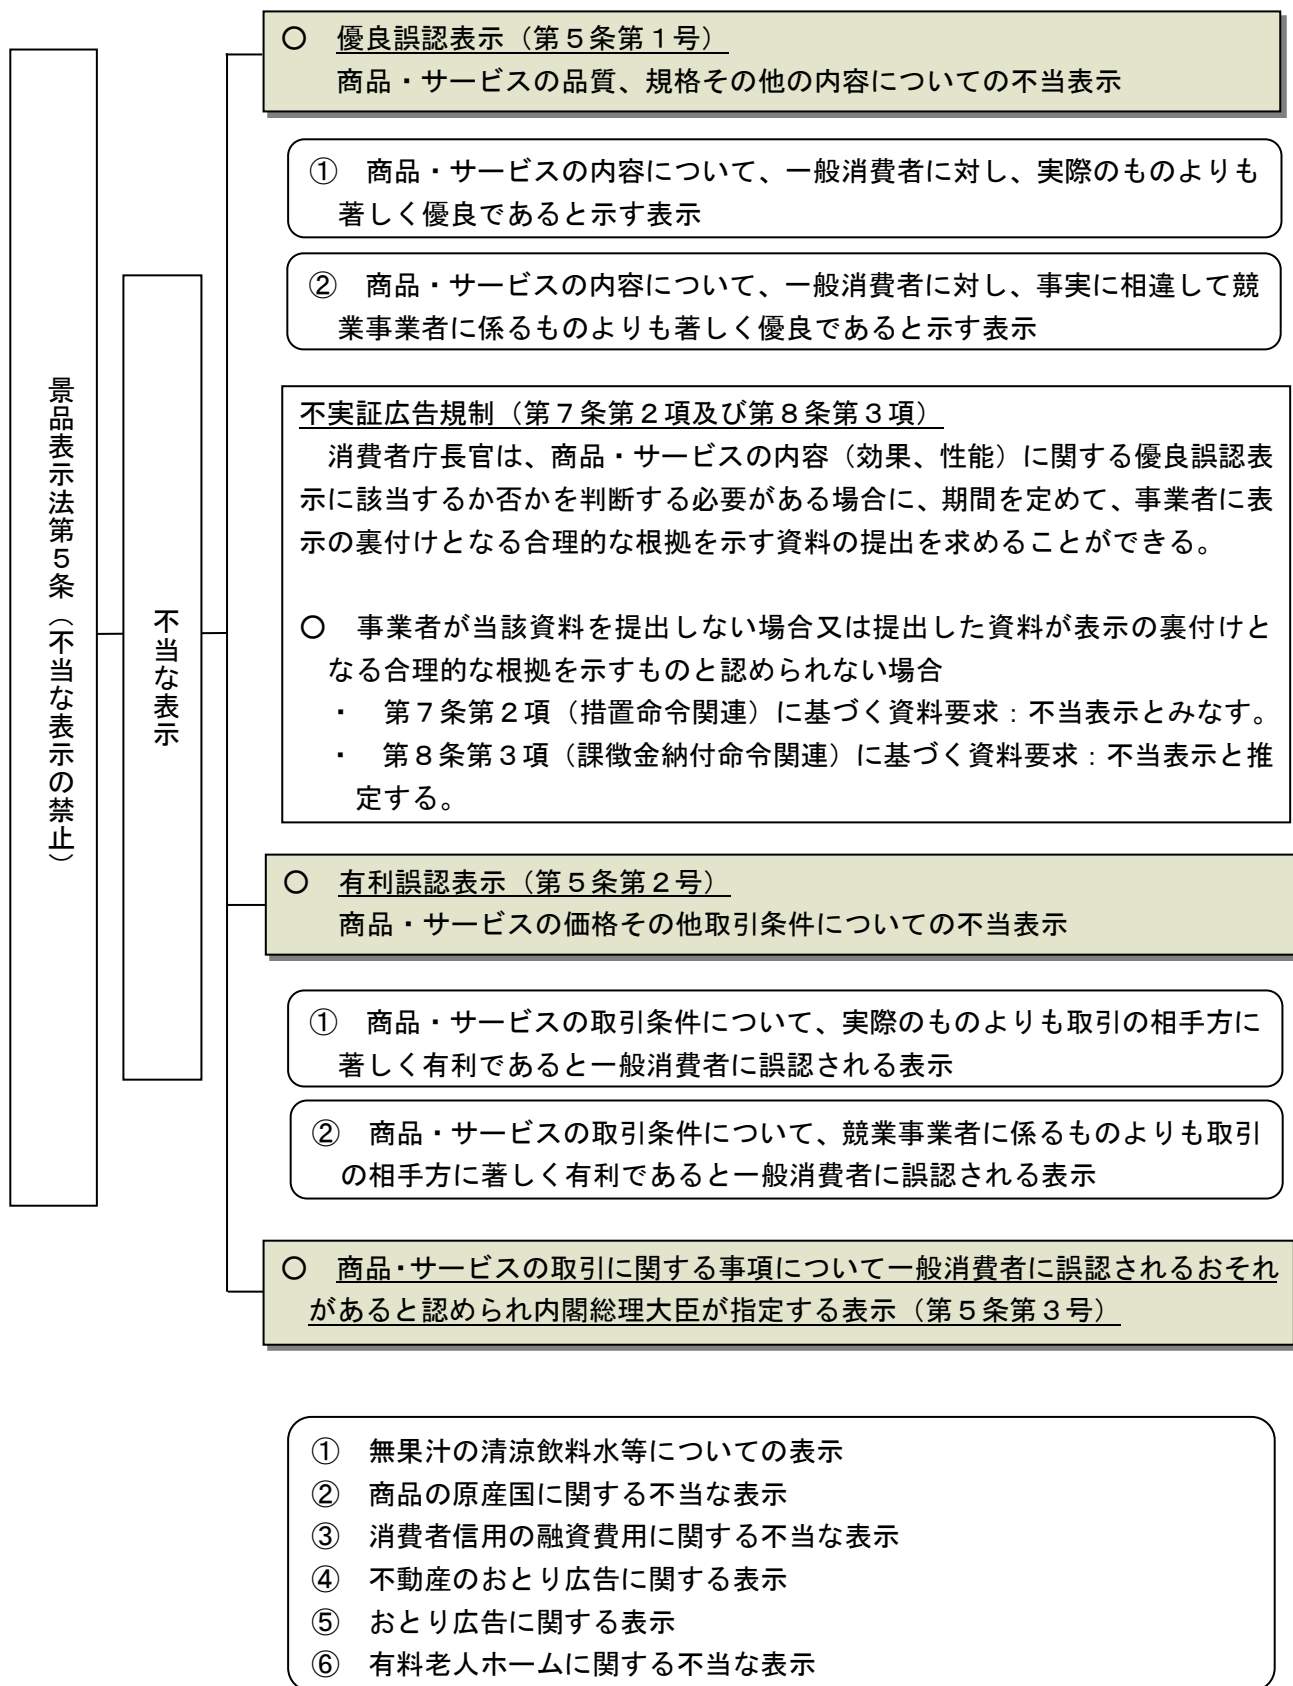 景品表示法第５条（不当な表示の禁止）
不当な表示
○　優良誤認表示（第５条第１号）
商品・サービスの品質、規格その他の内容についての不当表示
①　商品・サービスの内容について、一般消費者に対し、実際のものよりも
著しく優良であると示す表示
②　商品・サービスの内容について、一般消費者に対し、事実に相違して競
業事業者に係るものよりも著しく優良であると示す表示
不実証広告規制（第７条第２項及び第８条第３項）
消費者庁長官は、商品・サービスの内容（効果、性能）に関する優良誤認表
示に該当するか否かを判断する必要がある場合に、期間を定めて、事業者に表
示の裏付けとなる合理的な根拠を示す資料の提出を求めることができる。
○　事業者が当該資料を提出しない場合又は提出した資料が表示の裏付けと
なる合理的な根拠を示すものと認められない場合
・　第７条第２項（措置命令関連）に基づく資料要求：不当表示とみなす。
・　第８条第３項（課徴金納付命令関連）に基づく資料要求：不当表示と推
定する。
○　有利誤認表示（第５条第２号）
商品・サービスの価格その他取引条件についての不当表示
①　商品・サービスの取引条件について、実際のものよりも取引の相手方に
著しく有利であると一般消費者に誤認される表示
②　商品・サービスの取引条件について、競業事業者に係るものよりも取引
の相手方に著しく有利であると一般消費者に誤認される表示
○　商品・サービスの取引に関する事項について一般消費者に誤認されるおそれ
があると認められ内閣総理大臣が指定する表示（第５条第３号）
①　無果汁の清涼飲料水等についての表示
②　商品の原産国に関する不当な表示
③　消費者信用の融資費用に関する不当な表示
④　不動産のおとり広告に関する表示
⑤　おとり広告に関する表示
⑥　有料老人ホームに関する不当な表示